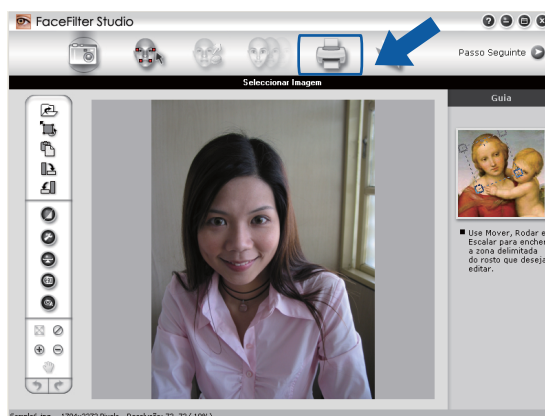 FaceFilter Studio
Passo Seguinte
Seleccionar Imagem
Guia
Use Mover, Rodar e
Escalar para encher
a zona delimitada
do rosto que deseja
editar.